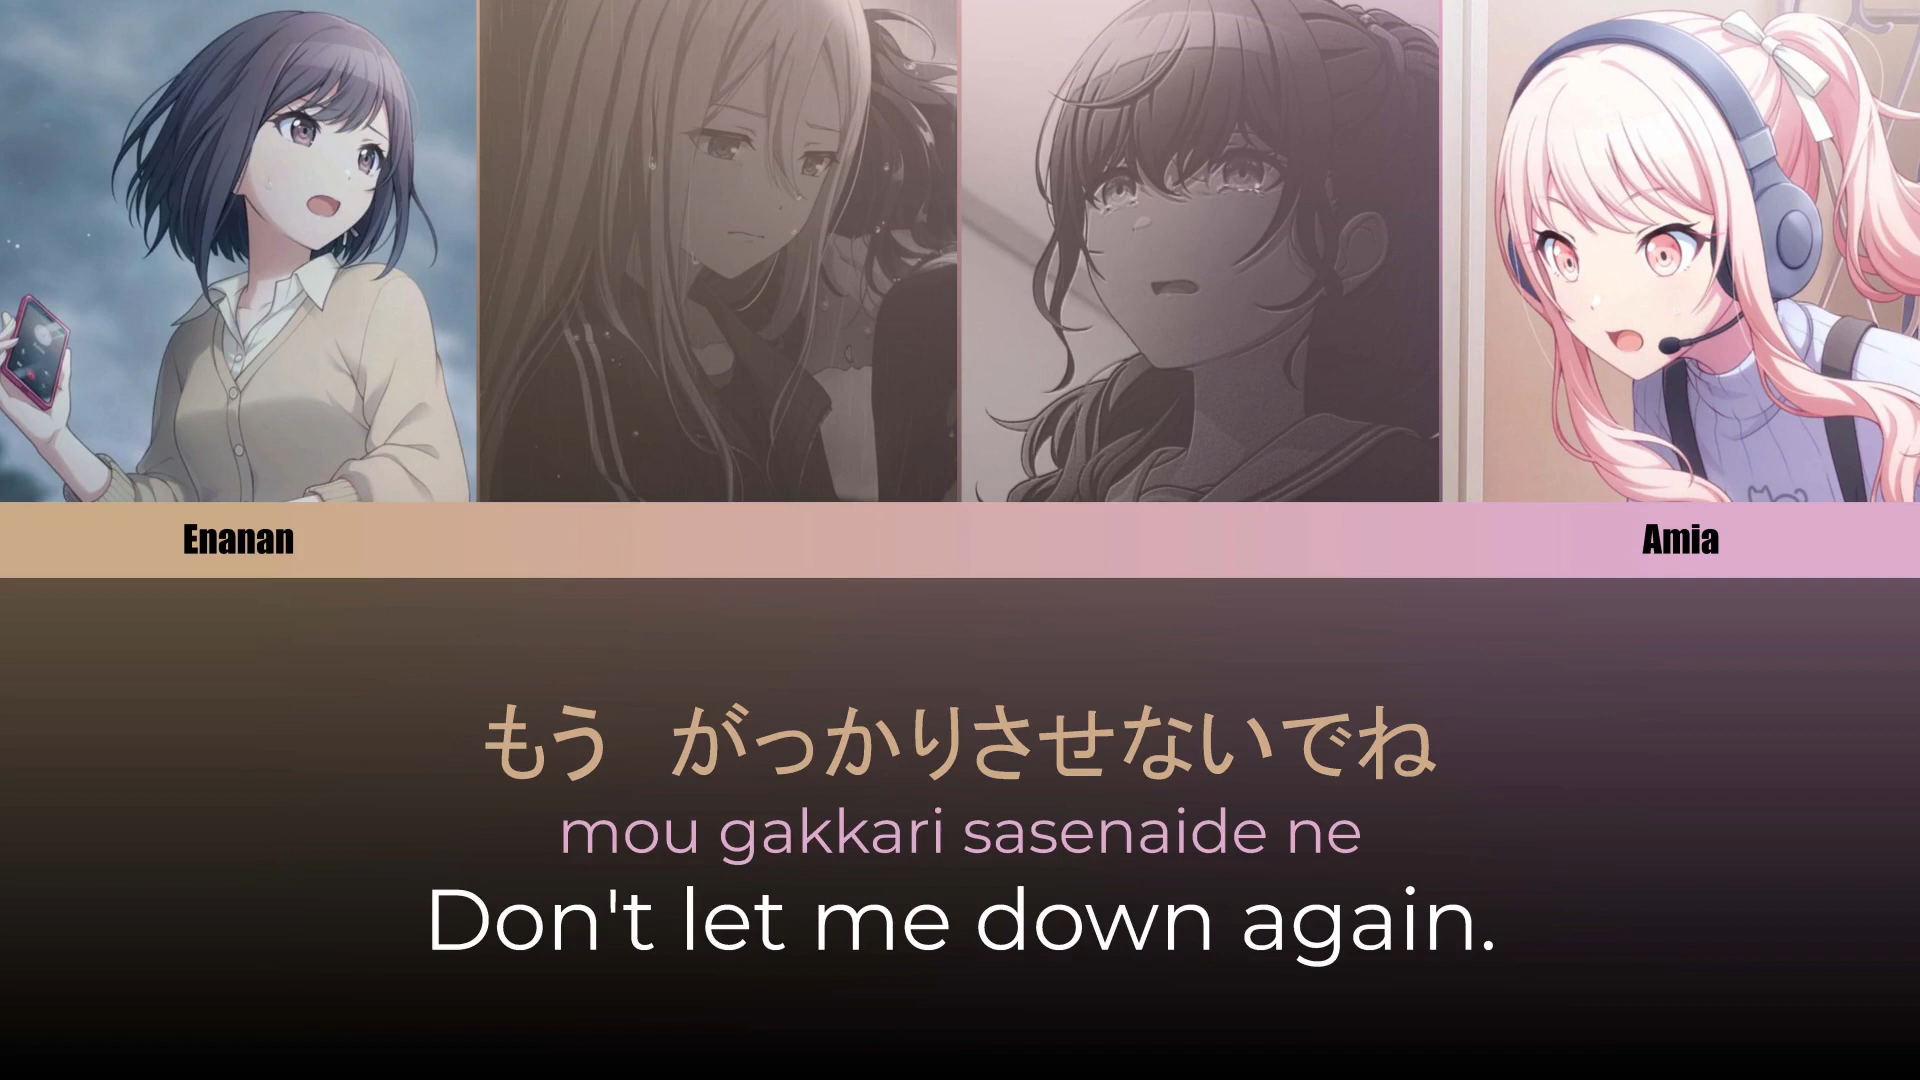 Enanan
Amia
もう　がっかりさせないでね
mou gakkari sasenaide ne
Don't let me down again.